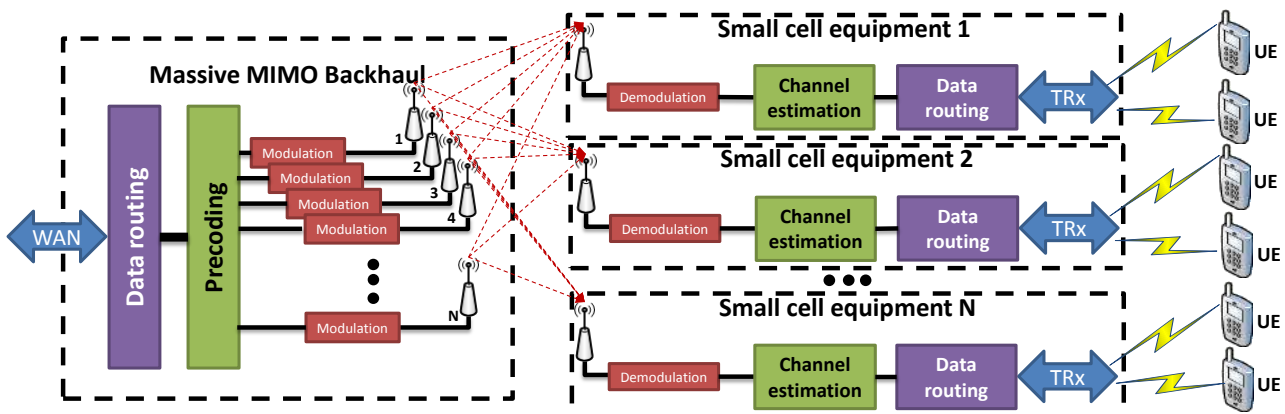 Massive MIMO Backhaul
WAN
Data routing
Precoding
Modulation
Modulation
Modulation
Modulation
Modulation
1
2
3
4
N
Small cell equipment 1
Demodulation
Channel
estimation
Data
routing
TRx
UE
UE
Small cell equipment 2
Demodulation
Channel
estimation
Data
routing
TRx
UE
UE
Small cell equipment N
Demodulation
Channel
estimation
Data
routing
TRx
UE
UE